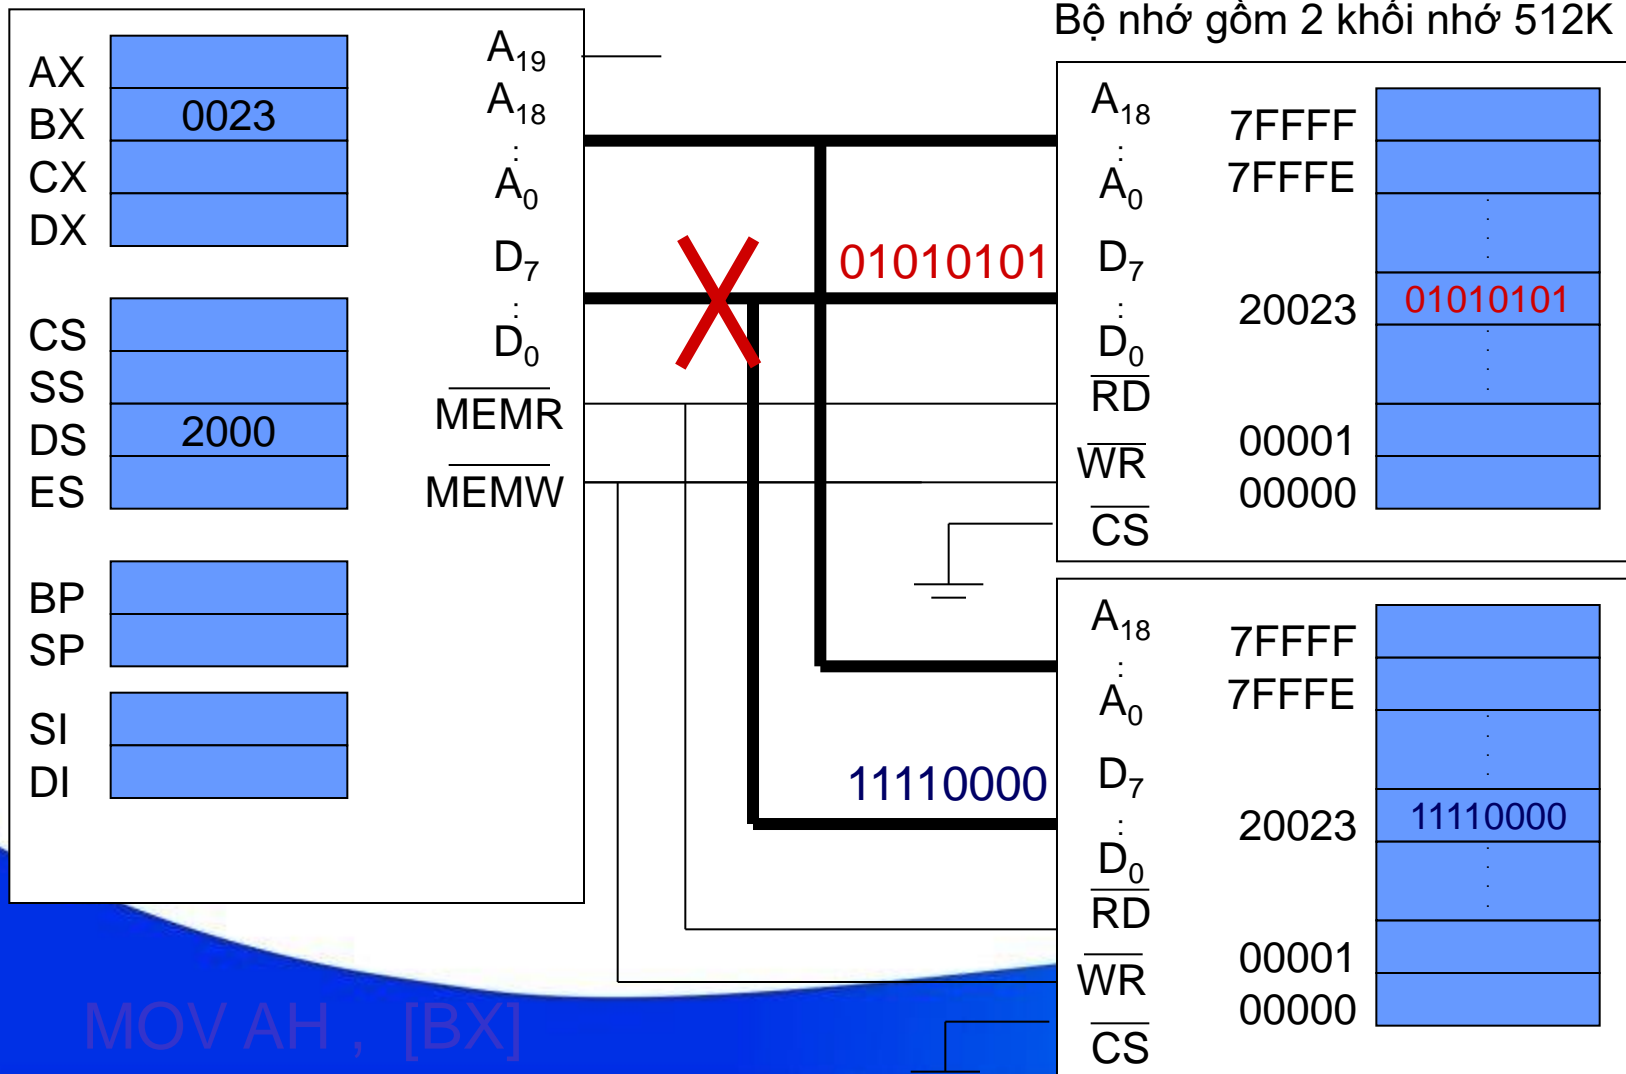 Bộ nhớ gồm 2 khối nhớ 512K
AX
BX 0023
CX
DX
CS
SS
DS 2000
ES
BP
SP
SI
DI
A19
A18
:
A0
D7
:
D0
MEMR
MEMW
01010101
11110000
A18
:
A0
D7
:
D0
RD
WR
CS
7FFFF
7FFFE
20023 01010101
00001
00000
A18
:
A0
D7
:
D0
RD
WR
CS
7FFFF
7FFFE
20023 11110000
00001
00000
MOV AH , [BX]